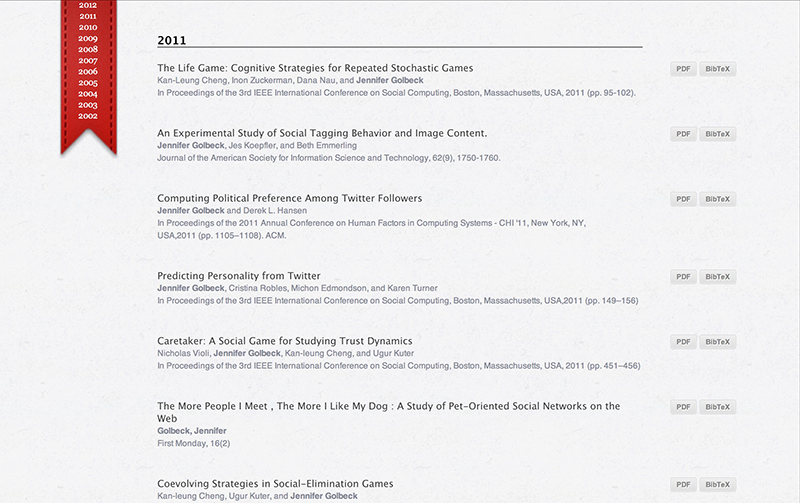 2012
2011
2010
2009
2008
2007
2006
2005
2004
2003
2002
2011
The Life Game: Cognitive Strategies for Repeated Stochastic Games
PDF BibTeX
Kan-Leung Cheng, Inon Zuckerman, Dana Nau, and Jennifer Golbeck
In Proceedings of the 3rd IEEE International Conference on Social Computing, Boston, Massachusetts, USA, 2011 (pp. 95-102).
An Experimental Study of Social Tagging Behavior and Image Content.
PDF BibTeX
Jennifer Golbeck, Jes Koepfler, and Beth Emmerling
Journal of the American Society for Information Science and Technology, 62(9), 1750-1760.
Computing Political Preference Among Twitter Followers
PDF BibTeX
Jennifer Golbeck and Derek L. Hansen
In Proceedings of the 2011 Annual Conference on Human Factors in Computing Systems - CHI '11, New York, NY,
USA,2011 (pp. 1105–1108). ACM.
Predicting Personality from Twitter
PDF BibTeX
Jennifer Golbeck, Cristina Robles, Michon Edmondson, and Karen Turner
In Proceedings of the 3rd IEEE International Conference on Social Computing, Boston, Massachusetts, USA,2011 (pp. 149–156)
Caretaker: A Social Game for Studying Trust Dynamics
PDF BibTeX
Nicholas Violi, Jennifer Golbeck, Kan-leung Cheng, and Ugur Kuter
In Proceedings of the 3rd IEEE International Conference on Social Computing, Boston, Massachusetts, USA, 2011 (pp. 451–456)
The More People I Meet , The More I Like My Dog : A Study of Pet-Oriented Social Networks on the
Web
PDF BibTeX
Golbeck, Jennifer
First Monday, 16(2)
Coevolving Strategies in Social-Elimination Games
PDF BibTeX
Kan-leung Cheng, Ugur Kuter, and Jennifer Golbeck